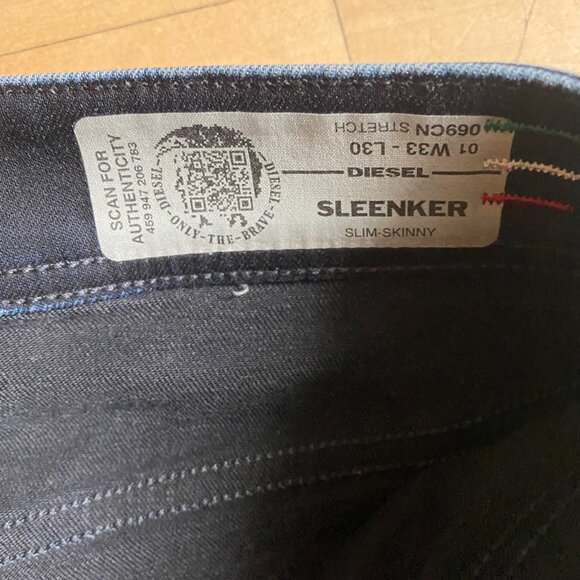 SCAN FOR
AUTHENTICITY
459 947 206 763
DIESEL
DIESEL-ONLY-THE-BRAVE-
069CN STRETCH
01 W33 - L30
DIESEL
SLEENKER
SLIM-SKINNY